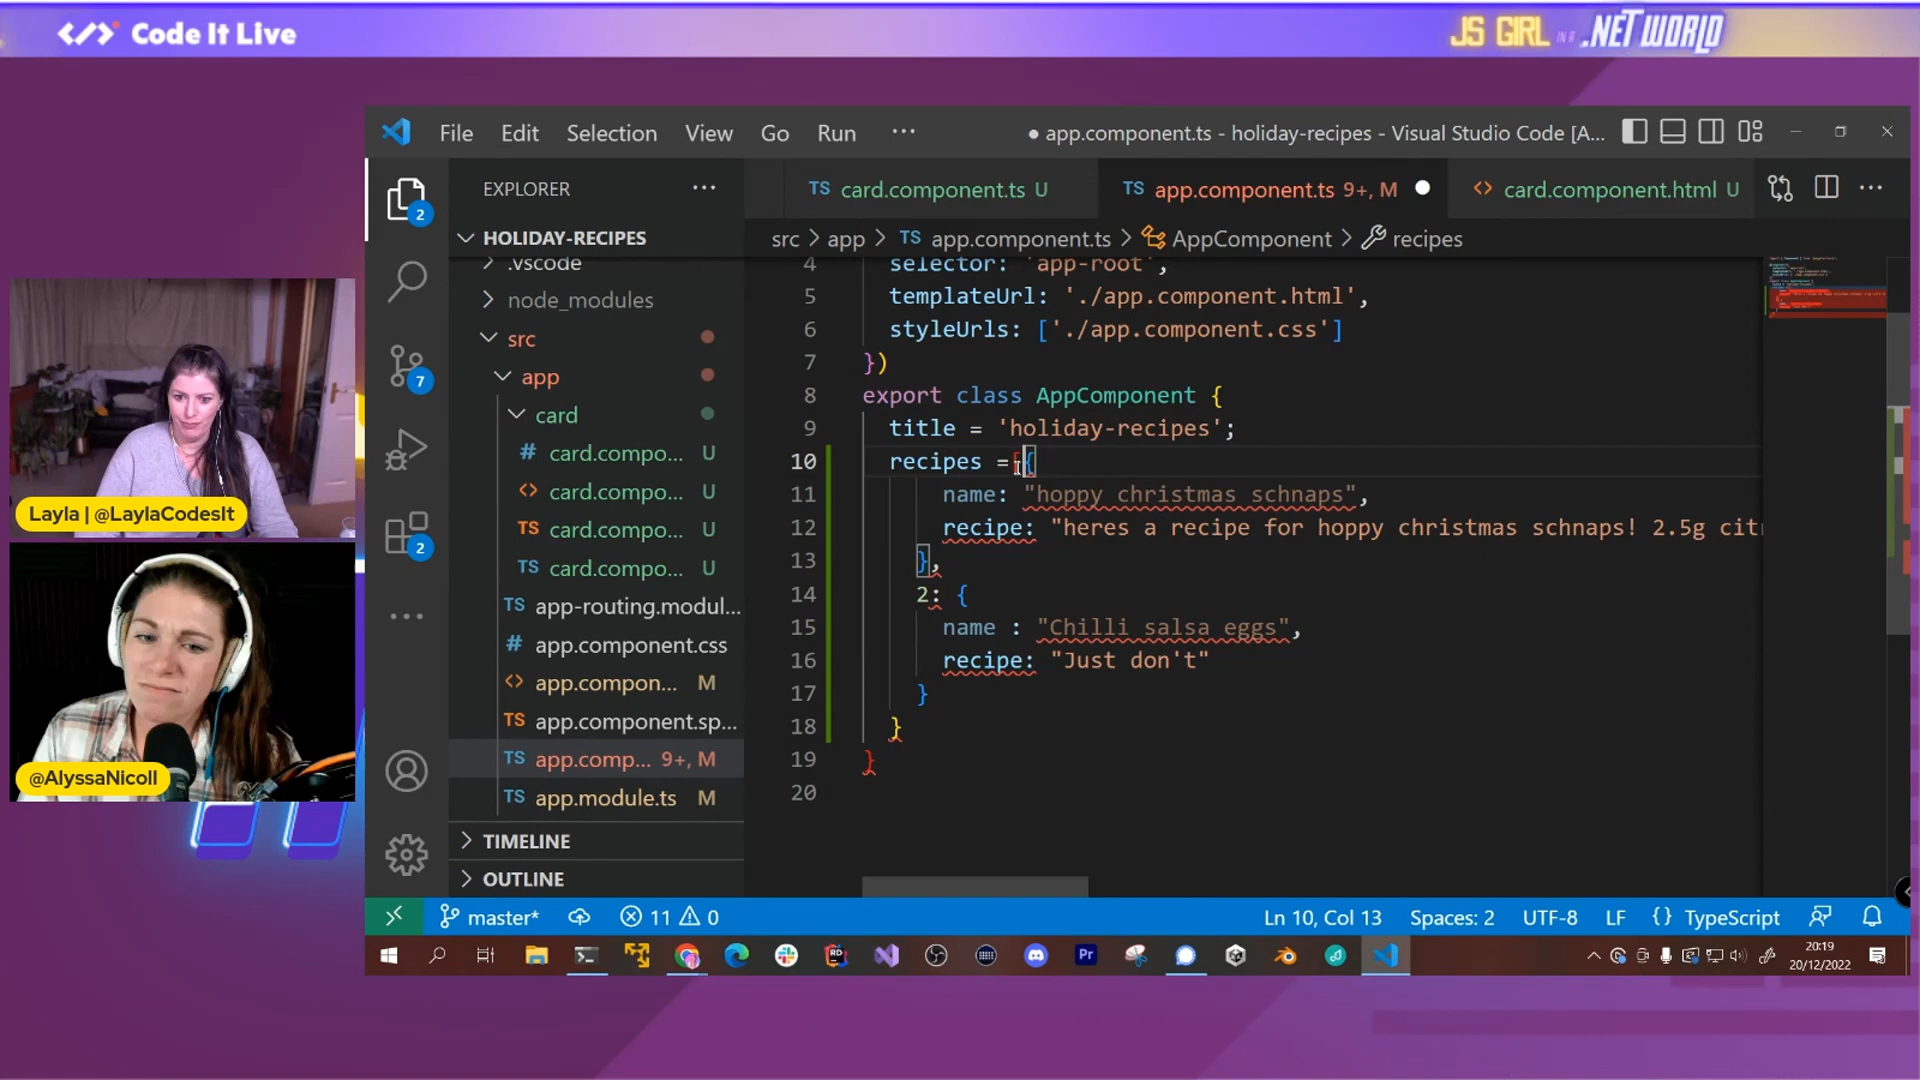 Code It Live
JS GIRL IN A .NET WORLD
File Edit Selection View Go Run ···
● app.component.ts - holiday-recipes - Visual Studio Code [A...
EXPLORER ···
TS card.component.ts U
TS app.component.ts 9+, M
<> card.component.html U
src > app > TS app.component.ts > AppComponent > recipes
2
7
2
HOLIDAY-RECIPES
.vscode
node_modules
src
app
card
# card.compo... U
<> card.compo... U
TS card.compo... U
TS card.compo... U
TS app-routing.modul...
# app.component.css
<> app.compon... M
TS app.component.sp...
TS app.comp... 9+, M
TS app.module.ts M
TIMELINE
OUTLINE
4 selector: 'app-root',
5 templateUrl: './app.component.html',
6 styleUrls: ['./app.component.css']
7 })
8 export class AppComponent {
9 title = 'holiday-recipes';
10 recipes =[{
11 name: "hoppy christmas schnaps",
12 recipe: "heres a recipe for hoppy christmas schnaps! 2.5g cit
13 },
14 2: {
15 name : "Chilli salsa eggs",
16 recipe: "Just don't"
17 }
18 }
19 }
20
Layla | @LaylaCodesIt
@AlyssaNicoll
master* 11 0
Ln 10, Col 13 Spaces: 2 UTF-8 LF {} TypeScript
RD
Pr
20:19
20/12/2022